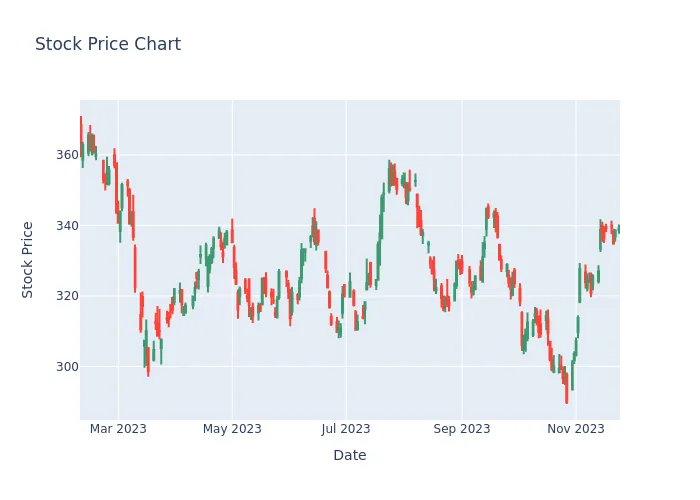 Stock Price Chart
Stock Price
360
340
320
300
Mar 2023
May 2023
Jul 2023
Sep 2023
Nov 2023
Date